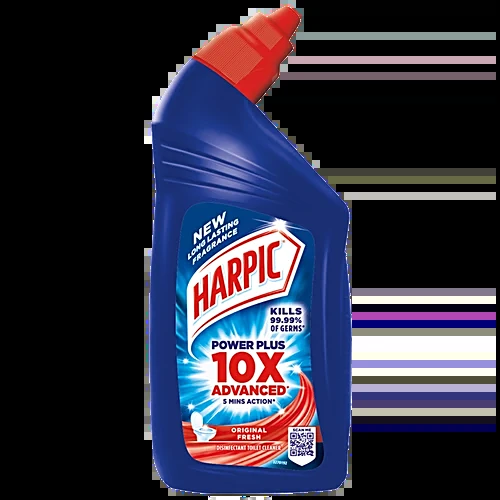 NEW
LONG LASTING
FRAGRANCE
HARPIC
KILLS
99.99%
OF GERMS*
POWER PLUS
10X
ADVANCED*
5 MINS ACTION*
ORIGINAL
FRESH
DISINFECTANT TOILET CLEANER
SCAN ME